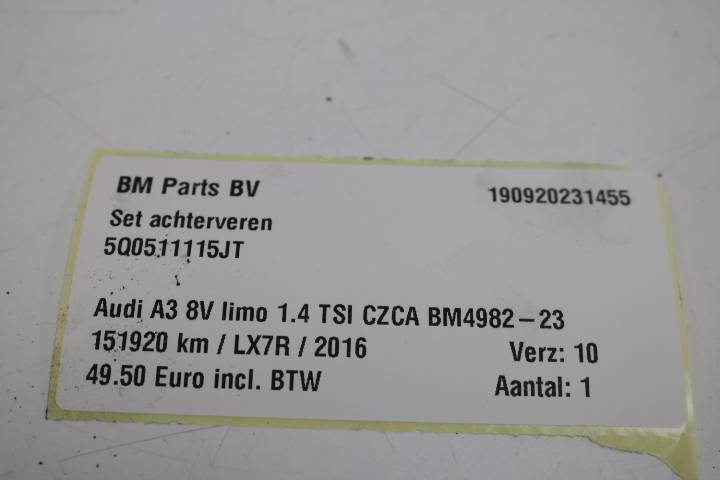 BM Parts BV 190920231455
Set achterveren
5Q0511115JT
Audi A3 8V limo 1.4 TSI CZCA BM4982-23
151920 km / LX7R / 2016 Verz: 10
49.50 Euro incl. BTW Aantal: 1